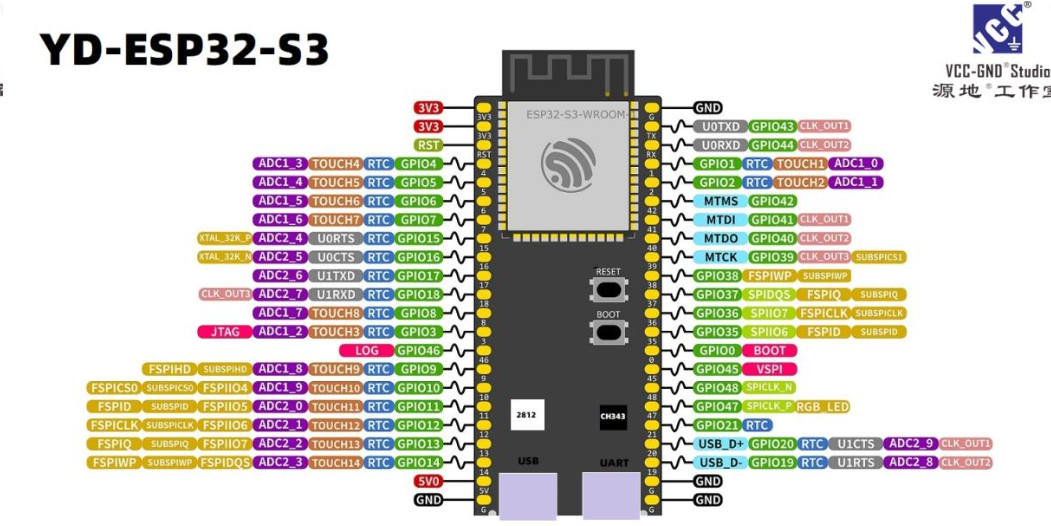 YD-ESP32-S3
VCC
®
VCC-GND®Studio
源地®工作室
ESP32-S3-WROOM-1
3V3
3V3
RST
ADC1_3 TOUCH4 RTC GPIO4
ADC1_4 TOUCH5 RTC GPIO5
ADC1_5 TOUCH6 RTC GPIO6
ADC1_6 TOUCH7 RTC GPIO7
XTAL_32K_P ADC2_4 U0RTS RTC GPIO15
XTAL_32K_N ADC2_5 U0CTS RTC GPIO16
ADC2_6 U1TXD RTC GPIO17
CLK_OUT3 ADC2_7 U1RXD RTC GPIO18
ADC1_7 TOUCH8 RTC GPIO8
JTAG ADC1_2 TOUCH3 RTC GPIO3
LOG GPIO46
FSPIHD SUBSPIHD ADC1_8 TOUCH9 RTC GPIO9
FSPICS0 SUBSPICS0 FSPIIO4 ADC1_9 TOUCH10 RTC GPIO10
FSPID SUBSPID FSPIIO5 ADC2_0 TOUCH11 RTC GPIO11
FSPICLK SUBSPICLK FSPIIO6 ADC2_1 TOUCH12 RTC GPIO12
FSPIQ SUBSPIQ FSPIIO7 ADC2_2 TOUCH13 RTC GPIO13
FSPIWP SUBSPIWP FSPIDQS ADC2_3 TOUCH14 RTC GPIO14
5V0
GND
3V3
3V3
RST
4
5
6
7
15
16
17
18
8
3
46
9
10
11
12
13
14
5V
G
RESET
BOOT
2812
CH343
USB
UART
G
TX
RX
1
2
42
41
40
39
38
37
36
35
0
45
48
47
21
20
19
G
G
GND
U0TXD GPIO43 CLK_OUT1
U0RXD GPIO44 CLK_OUT2
GPIO1 RTC TOUCH1 ADC1_0
GPIO2 RTC TOUCH2 ADC1_1
MTMS GPIO42
MTDI GPIO41 CLK_OUT1
MTDO GPIO40 CLK_OUT2
MTCK GPIO39 CLK_OUT3 SUBSPICS1
GPIO38 FSPIWP SUBSPIWP
GPIO37 SPIDQS FSPIQ SUBSPIQ
GPIO36 SPIIO7 FSPICLK SUBSPICLK
GPIO35 SPIIO6 FSPID SUBSPID
GPIO0 BOOT
GPIO45 VSPI
GPIO48 SPICLK_N
GPIO47 SPICLK_P RGB_LED
GPIO21 RTC
USB_D+ GPIO20 RTC U1CTS ADC2_9 CLK_OUT1
USB_D- GPIO19 RTC U1RTS ADC2_8 CLK_OUT2
GND
GND